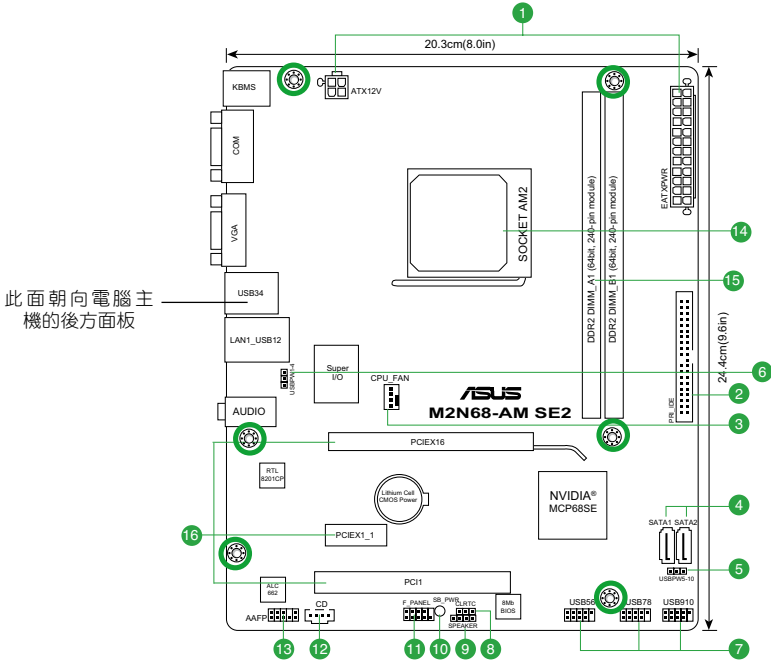 1
20.3cm(8.0in)
KBMS
ATX12V
COM
EATXPWR
VGA
SOCKET AM2
14
DDR2 DIMM_A1 (64bit, 240-pin module)
DDR2 DIMM_B1 (64bit, 240-pin module)
15
此面朝向電腦主
機的後方面板
USB34
24.4cm(9.6in)
LAN1_USB12
USBPW1-4
Super
I/O
6
CPU_FAN
PRI_IDE
2
ASUS
M2N68-AM SE2
3
AUDIO
PCIEX16
RTL
8201CP
Lithium Cell
CMOS Power
NVIDIA®
MCP68SE
4
SATA1 SATA2
16
PCIEX1_1
5
USBPW5-10
PCI1
ALC
662
8Mb
BIOS
AAFP
CD
F_PANEL
SB_PWR
CLRTC
SPEAKER
USB56
USB78
USB910
13
12
11
10
9
8
7